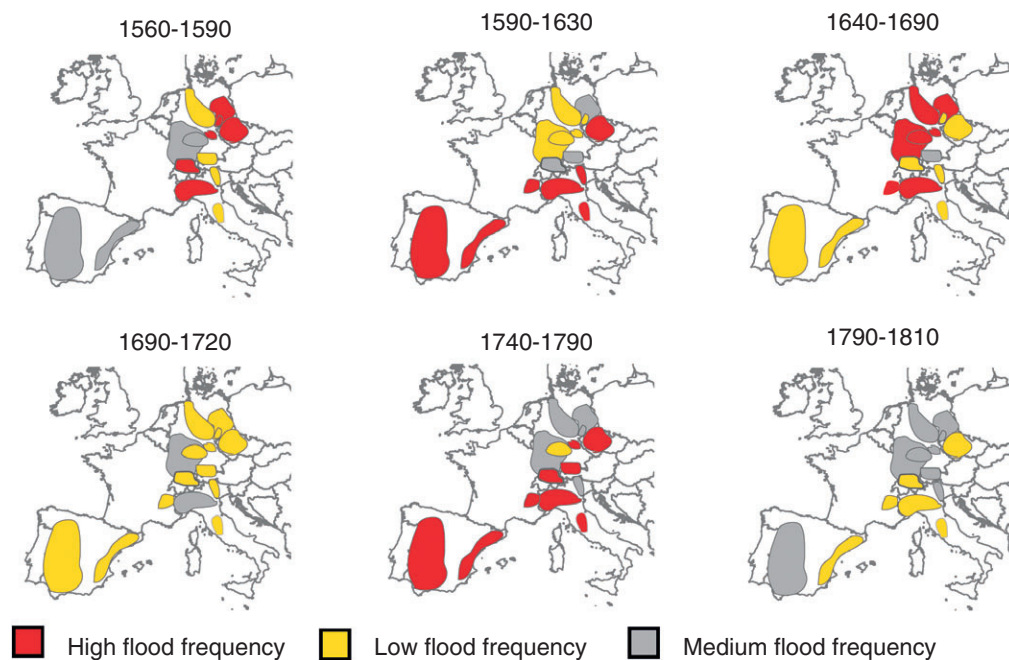 1560-1590
1590-1630
1640-1690
1690-1720
1740-1790
1790-1810
High flood frequency
Low flood frequency
Medium flood frequency